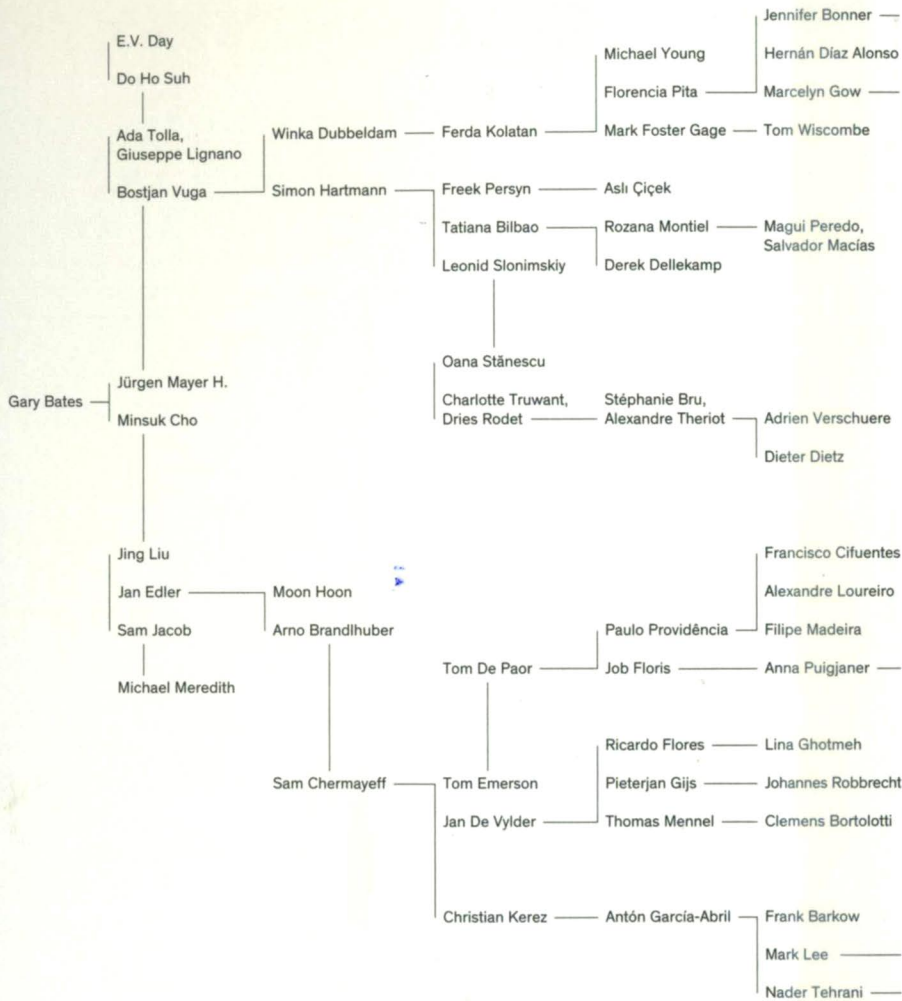 Jennifer Bonner
E.V. Day
Michael Young
Hernán Díaz Alonso
Do Ho Suh
Florencia Pita
Marcelyn Gow
Ada Tolla,
Giuseppe Lignano
Winka Dubbeldam
Ferda Kolatan
Mark Foster Gage
Tom Wiscombe
Bostjan Vuga
Simon Hartmann
Freek Persyn
Aslı Çiçek
Tatiana Bilbao
Rozana Montiel
Magui Peredo,
Salvador Macías
Leonid Slonimskiy
Derek Dellekamp
Oana Stănescu
Gary Bates
Jürgen Mayer H.
Minsuk Cho
Charlotte Truwant,
Dries Rodet
Stéphanie Bru,
Alexandre Theriot
Adrien Verschuere
Dieter Dietz
Jing Liu
Francisco Cifuentes
Jan Edler
Moon Hoon
Alexandre Loureiro
Sam Jacob
Arno Brandlhuber
Paulo Providência
Filipe Madeira
Michael Meredith
Tom De Paor
Job Floris
Anna Puigjaner
Ricardo Flores
Lina Ghotmeh
Sam Chermayeff
Tom Emerson
Pieterjan Gijs
Johannes Robbrecht
Jan De Vylder
Thomas Mennel
Clemens Bortolotti
Christian Kerez
Antón García-Abril
Frank Barkow
Mark Lee
Nader Tehrani